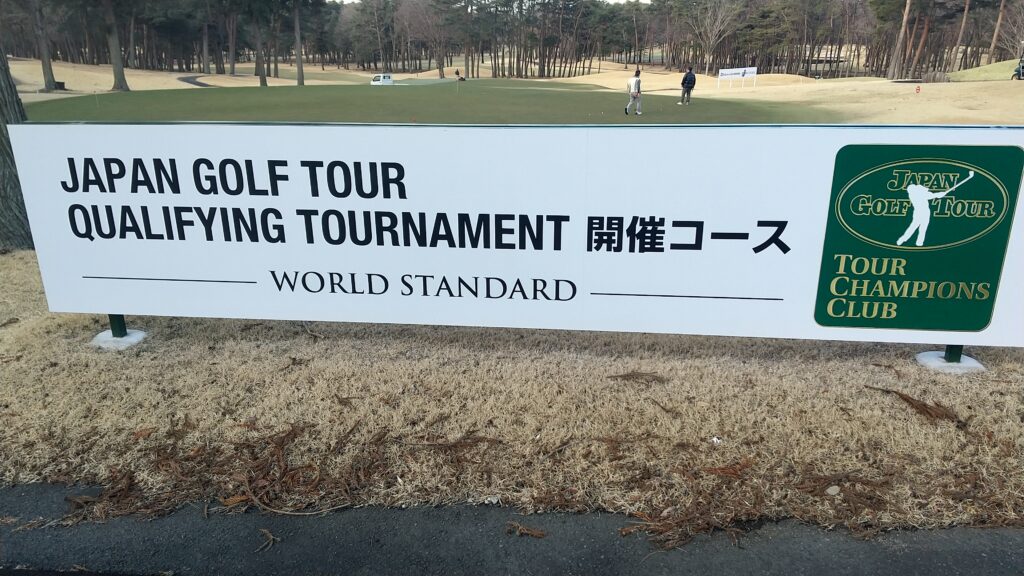 JAPAN GOLF TOUR
QUALIFYING TOURNAMENT 開催コース
WORLD STANDARD
JAPAN
GOLF TOUR
TOUR
CHAMPIONS
CLUB